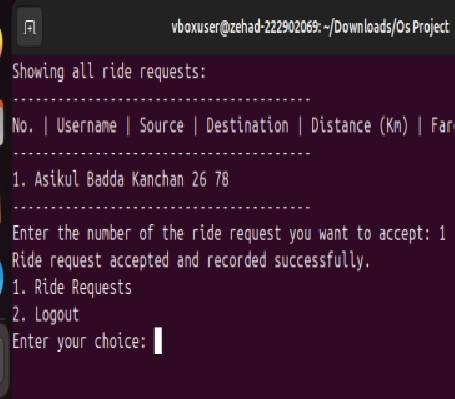 vboxuser@zehad-222902069: ~/Downloads/Os Project
Showing all ride requests:
----------------------------------------
No. | Username | Source | Destination | Distance (Km) | Far
----------------------------------------
1. Asikul Badda Kanchan 26 78
----------------------------------------
Enter the number of the ride request you want to accept: 1
Ride request accepted and recorded successfully.
1. Ride Requests
2. Logout
Enter your choice: